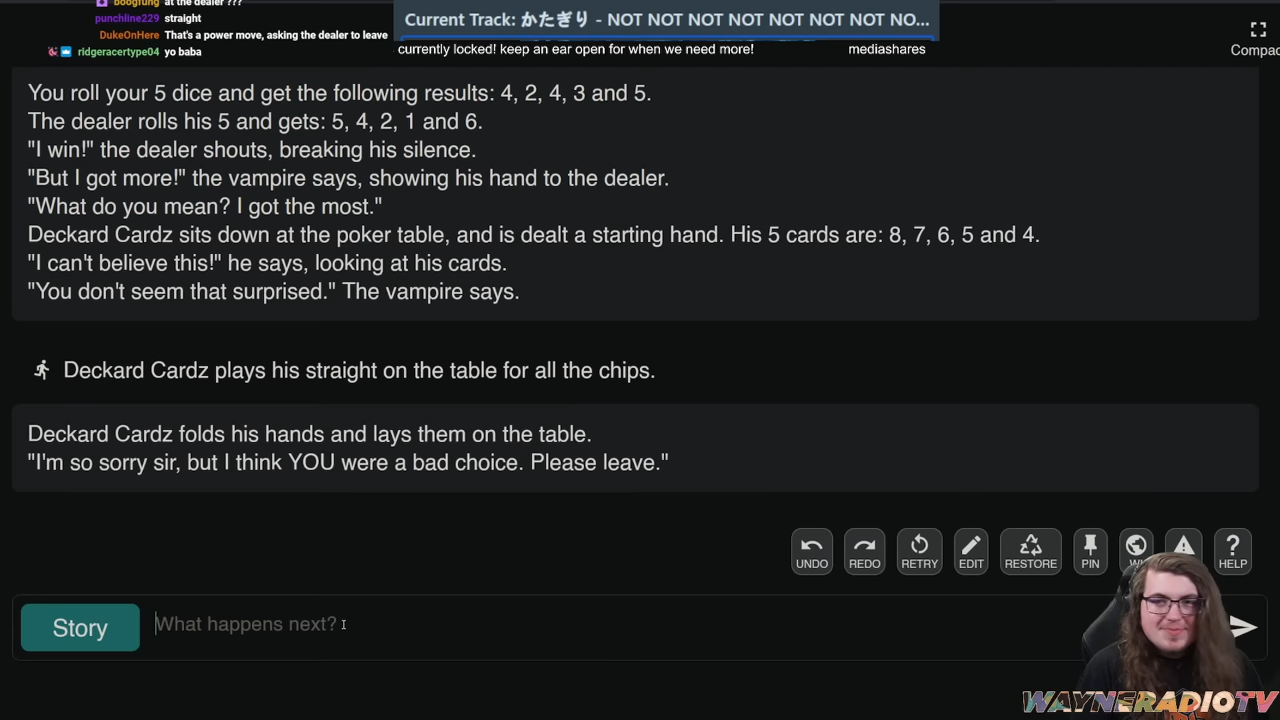 boogfung at the dealer ???
punchline229 straight
DukeOnHere That's a power move, asking the dealer to leave
ridgeracertype04 yo baba
Current Track: かたぎり - NOT NOT NOT NOT NOT NOT NOT NO...
currently locked! keep an ear open for when we need more! mediashares
Compac
You roll your 5 dice and get the following results: 4, 2, 4, 3 and 5.
The dealer rolls his 5 and gets: 5, 4, 2, 1 and 6.
"I win!" the dealer shouts, breaking his silence.
"But I got more!" the vampire says, showing his hand to the dealer.
"What do you mean? I got the most."
Deckard Cardz sits down at the poker table, and is dealt a starting hand. His 5 cards are: 8, 7, 6, 5 and 4.
"I can't believe this!" he says, looking at his cards.
"You don't seem that surprised." The vampire says.
Deckard Cardz plays his straight on the table for all the chips.
Deckard Cardz folds his hands and lays them on the table.
"I'm so sorry sir, but I think YOU were a bad choice. Please leave."
UNDO REDO RETRY EDIT RESTORE PIN HELP
Story What happens next?
WAYNERADIOTV